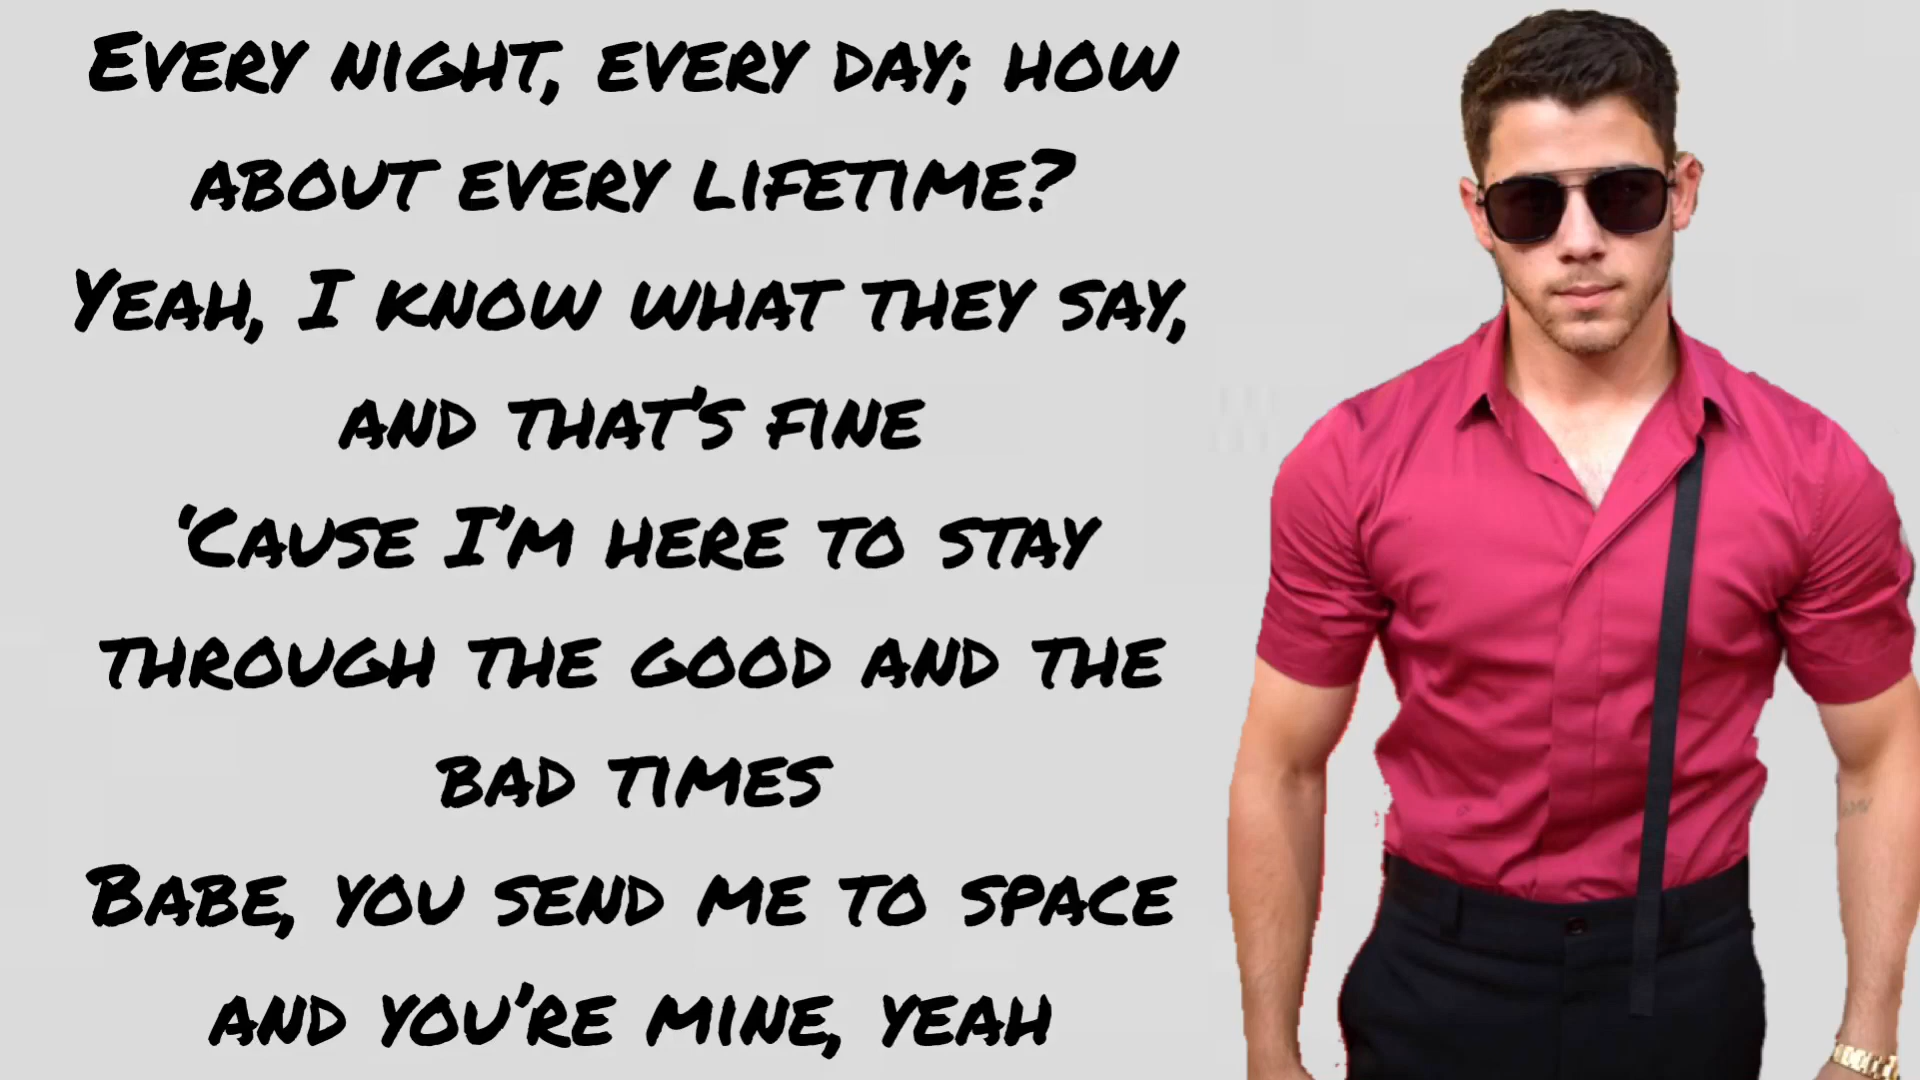 Every night, every day; how
about every lifetime?
Yeah, I know what they say,
and that's fine
'Cause I'm here to stay
through the good and the
bad times
Babe, you send me to space
and you're mine, yeah